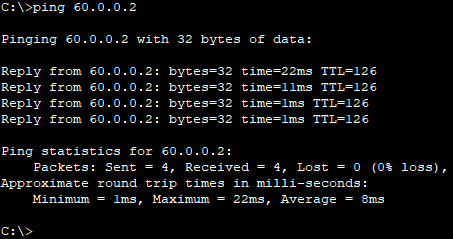 C:\>ping 60.0.0.2
Pinging 60.0.0.2 with 32 bytes of data:
Reply from 60.0.0.2: bytes=32 time=22ms TTL=126
Reply from 60.0.0.2: bytes=32 time=11ms TTL=126
Reply from 60.0.0.2: bytes=32 time=1ms TTL=126
Reply from 60.0.0.2: bytes=32 time=1ms TTL=126
Ping statistics for 60.0.0.2:
    Packets: Sent = 4, Received = 4, Lost = 0 (0% loss),
Approximate round trip times in milli-seconds:
    Minimum = 1ms, Maximum = 22ms, Average = 8ms
C:\>